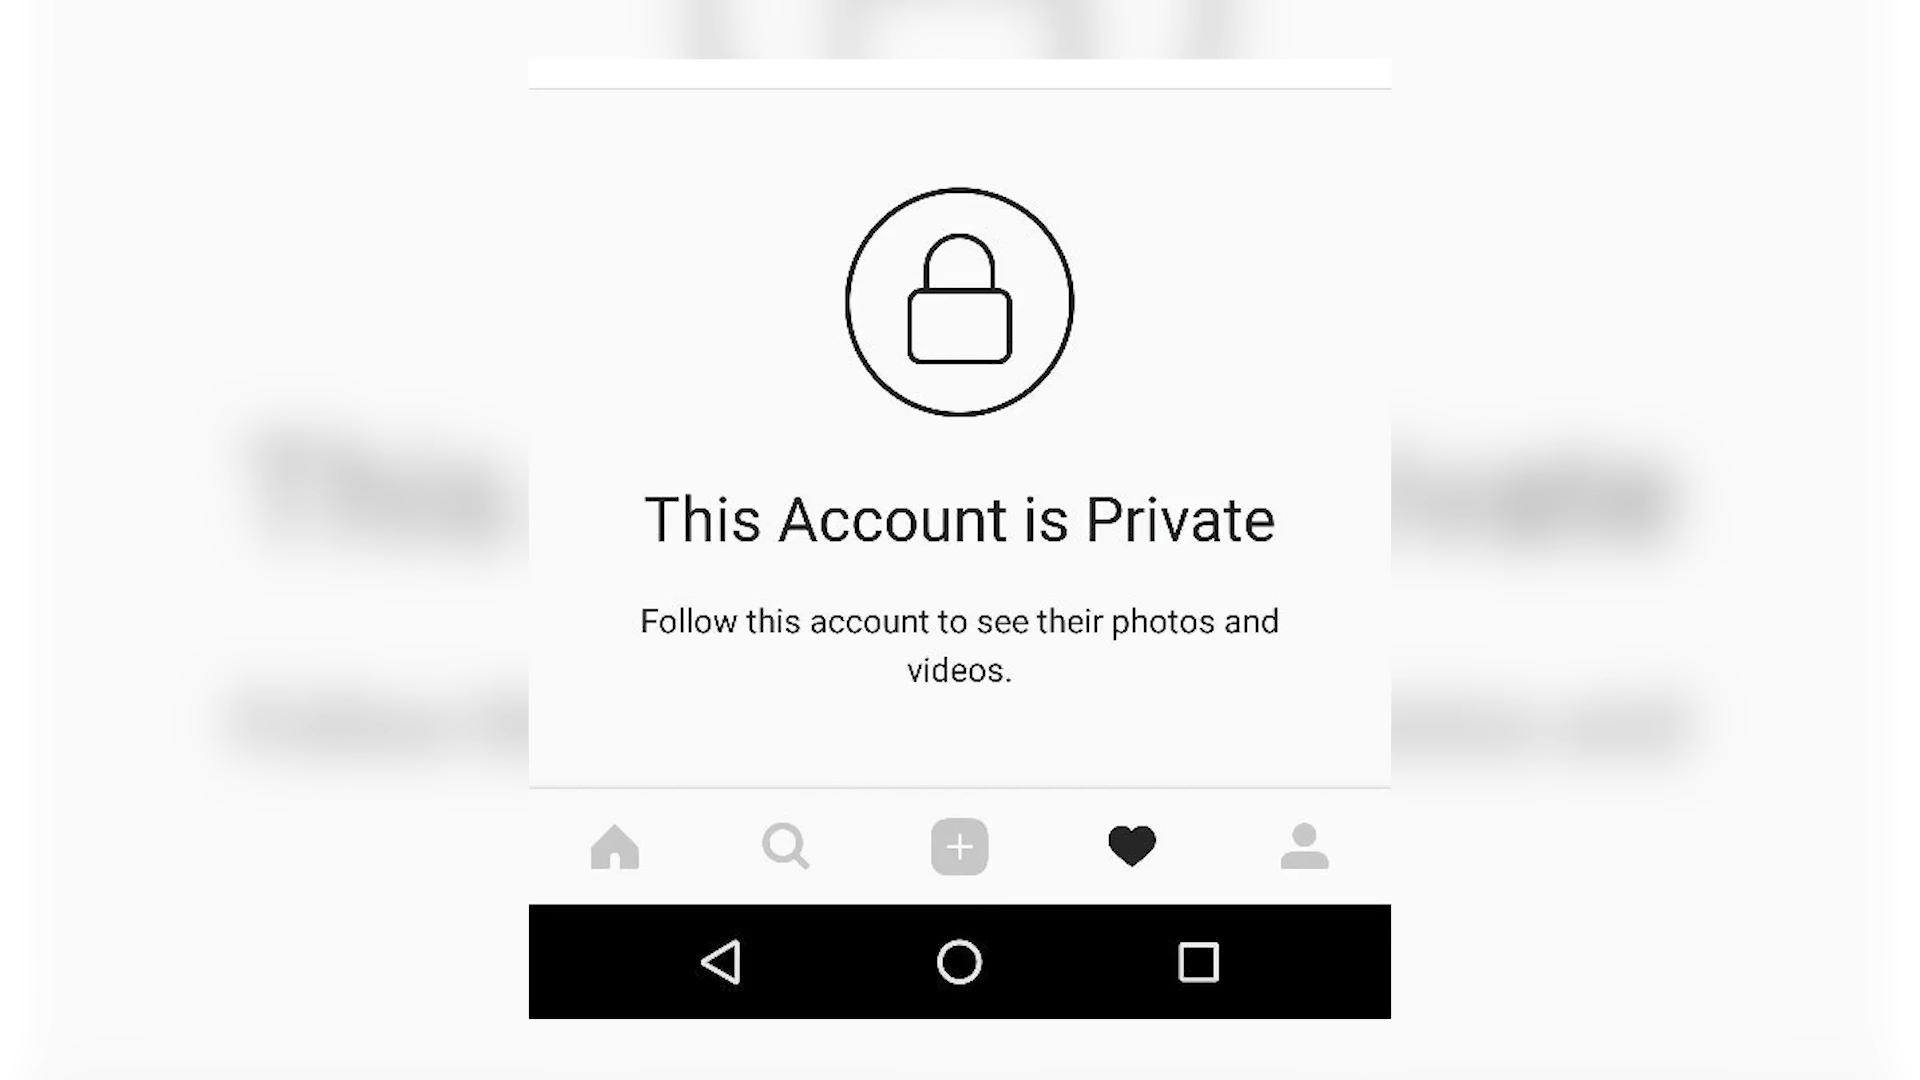 This Account is Private
Follow this account to see their photos and
videos.